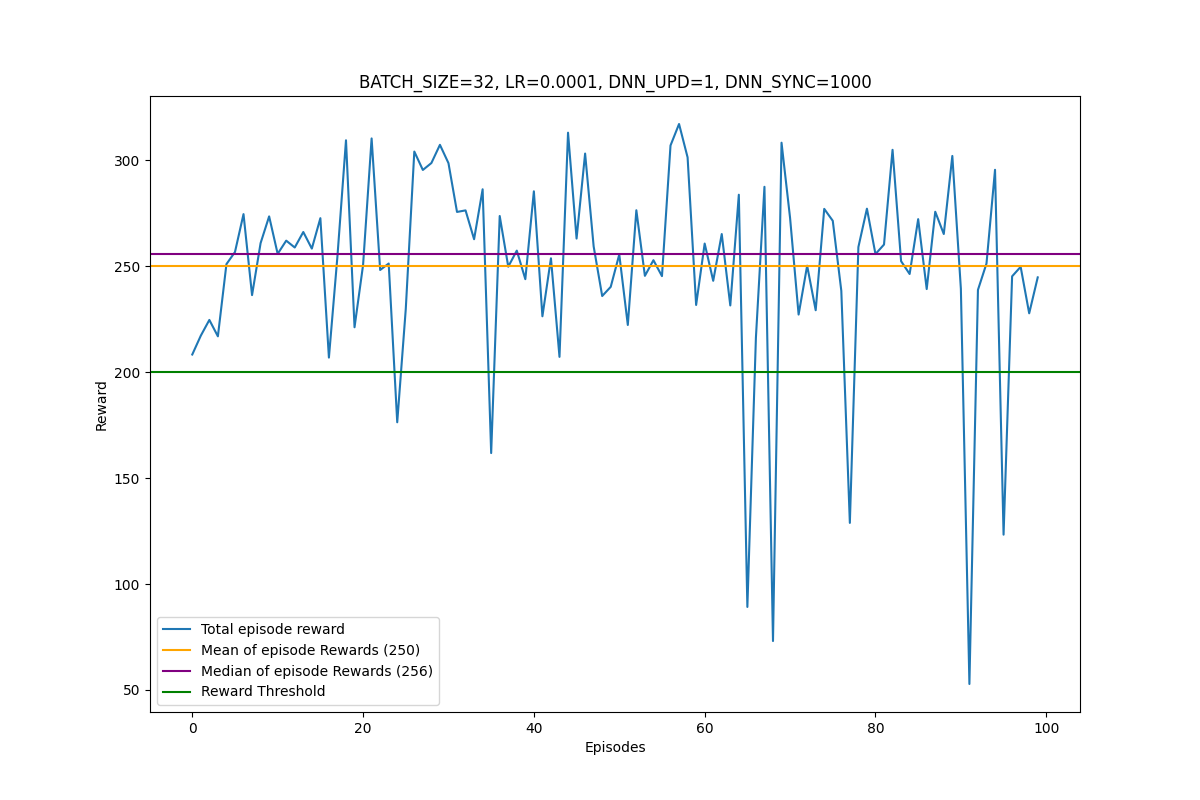 BATCH_SIZE=32, LR=0.0001, DNN_UPD=1, DNN_SYNC=1000
300
250
200
150
100
50
Reward
Total episode reward
Mean of episode Rewards (250)
Median of episode Rewards (256)
Reward Threshold
0 20 40 60 80 100
Episodes